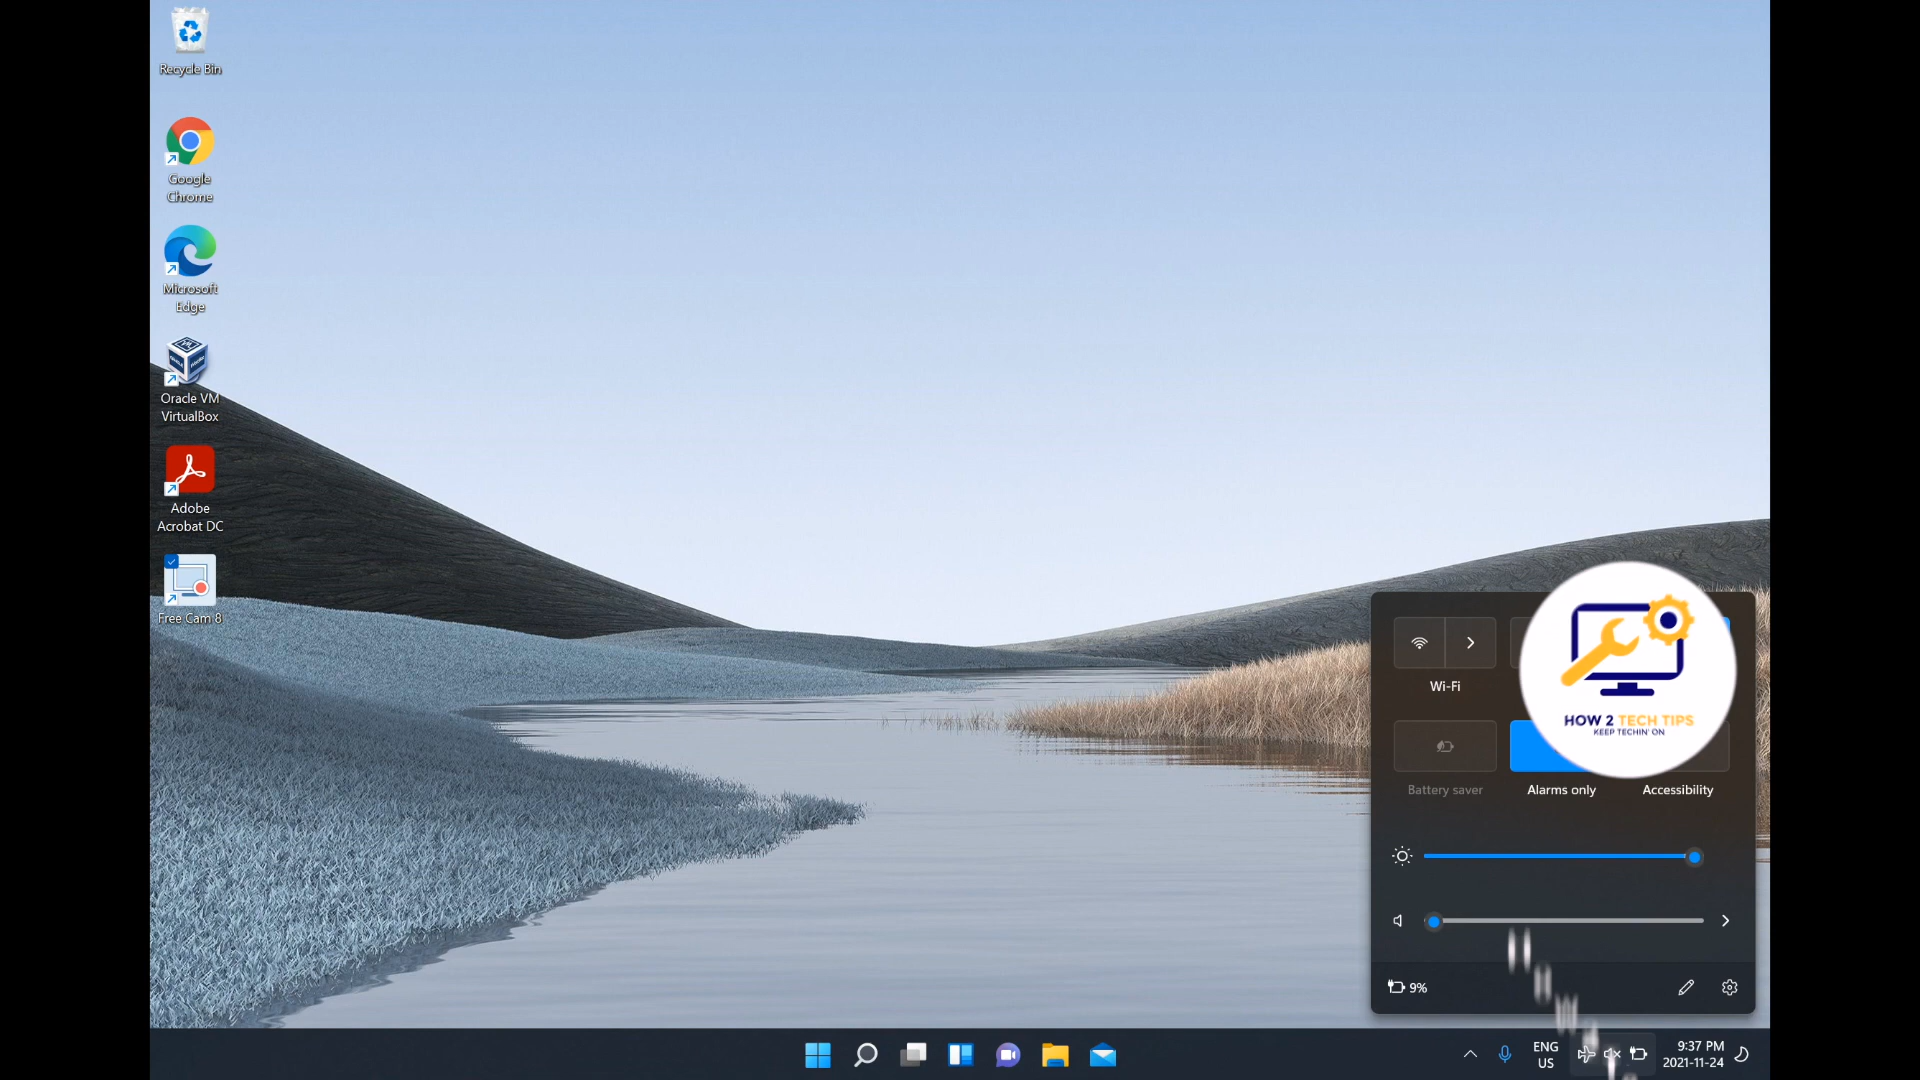 Recycle Bin
Google
Chrome
Microsoft
Edge
Oracle VM
VirtualBox
Adobe
Acrobat DC
Free Cam 8
HOW 2 TECH TIPS
KEEP TECHIN' ON
Wi-Fi
Battery saver
Alarms only
Accessibility
9%
ENG
US
9:37 PM
2021-11-24